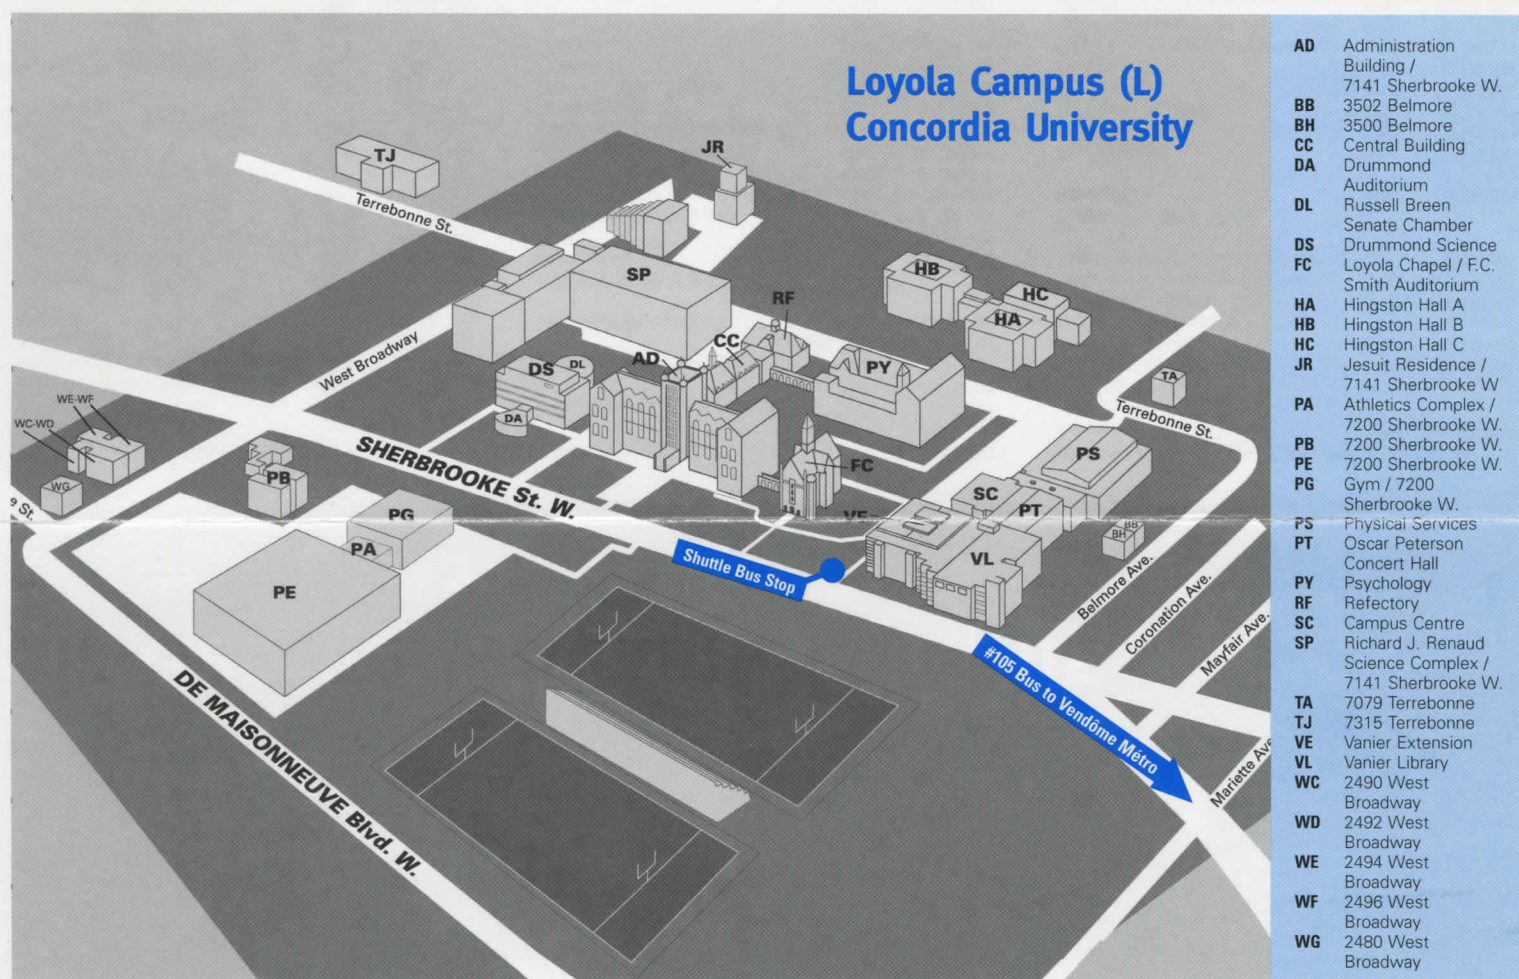 Loyola Campus (L)
Concordia University
TJ
JR
Terrebonne St.
SP
HB
HC
HA
RF
CC
AD
PY
DS
DL
DA
TA
West Broadway
Terrebonne St.
WE-WF
WC-WD
WG
PB
SHERBROOKE St. W.
FC
PS
SC
PT
VE
VL
BB
BH
e St.
PG
PA
PE
Shuttle Bus Stop
Belmore Ave.
Coronation Ave.
Mayfair Ave.
#105 Bus to Vendôme Métro
Mariette Ave
DE MAISONNEUVE Blvd. W.
AD Administration
Building /
7141 Sherbrooke W.
BB 3502 Belmore
BH 3500 Belmore
CC Central Building
DA Drummond
Auditorium
DL Russell Breen
Senate Chamber
DS Drummond Science
FC Loyola Chapel / F.C.
Smith Auditorium
HA Hingston Hall A
HB Hingston Hall B
HC Hingston Hall C
JR Jesuit Residence /
7141 Sherbrooke W
PA Athletics Complex /
7200 Sherbrooke W.
PB 7200 Sherbrooke W.
PE 7200 Sherbrooke W.
PG Gym / 7200
Sherbrooke W.
PS Physical Services
PT Oscar Peterson
Concert Hall
PY Psychology
RF Refectory
SC Campus Centre
SP Richard J. Renaud
Science Complex /
7141 Sherbrooke W.
TA 7079 Terrebonne
TJ 7315 Terrebonne
VE Vanier Extension
VL Vanier Library
WC 2490 West
Broadway
WD 2492 West
Broadway
WE 2494 West
Broadway
WF 2496 West
Broadway
WG 2480 West
Broadway